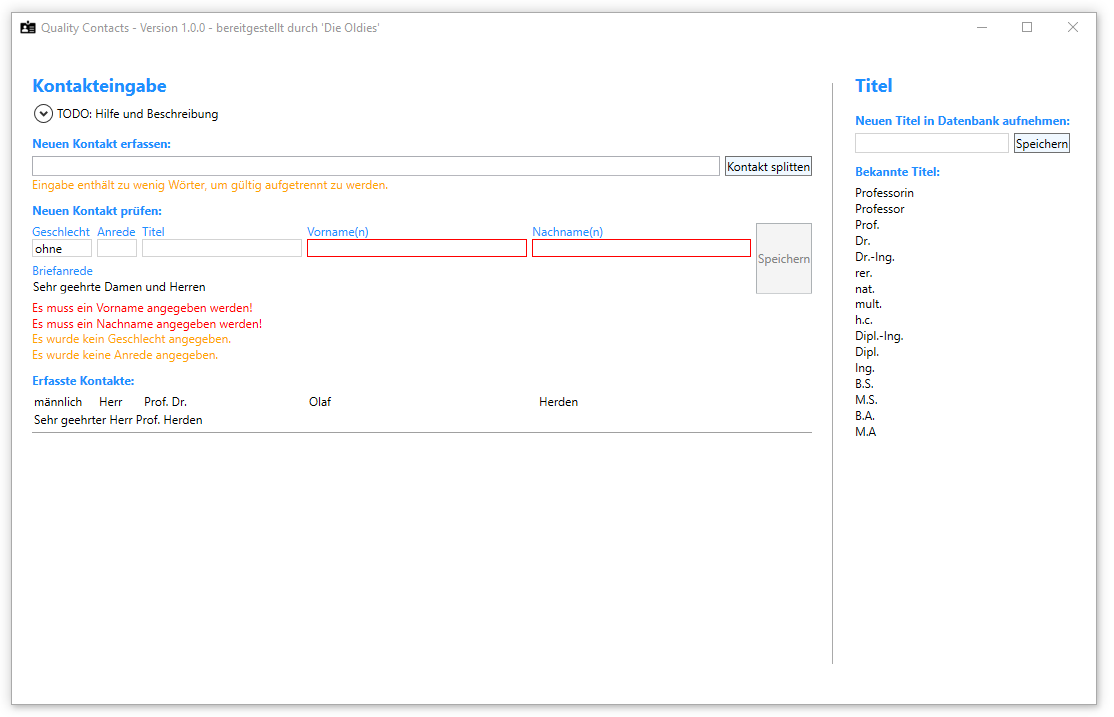 Quality Contacts - Version 1.0.0 - bereitgestellt durch 'Die Oldies'
Kontakteingabe
TODO: Hilfe und Beschreibung
Neuen Kontakt erfassen:
Kontakt splitten
Eingabe enthält zu wenig Wörter, um gültig aufgetrennt zu werden.
Neuen Kontakt prüfen:
Geschlecht Anrede Titel Vorname(n) Nachname(n)
ohne
Speichern
Briefanrede
Sehr geehrte Damen und Herren
Es muss ein Vorname angegeben werden!
Es muss ein Nachname angegeben werden!
Es wurde kein Geschlecht angegeben.
Es wurde keine Anrede angegeben.
Erfasste Kontakte:
männlich Herr Prof. Dr. Olaf Herden
Sehr geehrter Herr Prof. Herden
Titel
Neuen Titel in Datenbank aufnehmen:
Speichern
Bekannte Titel:
Professorin
Professor
Prof.
Dr.
Dr.-Ing.
rer.
nat.
mult.
h.c.
Dipl.-Ing.
Dipl.
Ing.
B.S.
M.S.
B.A.
M.A